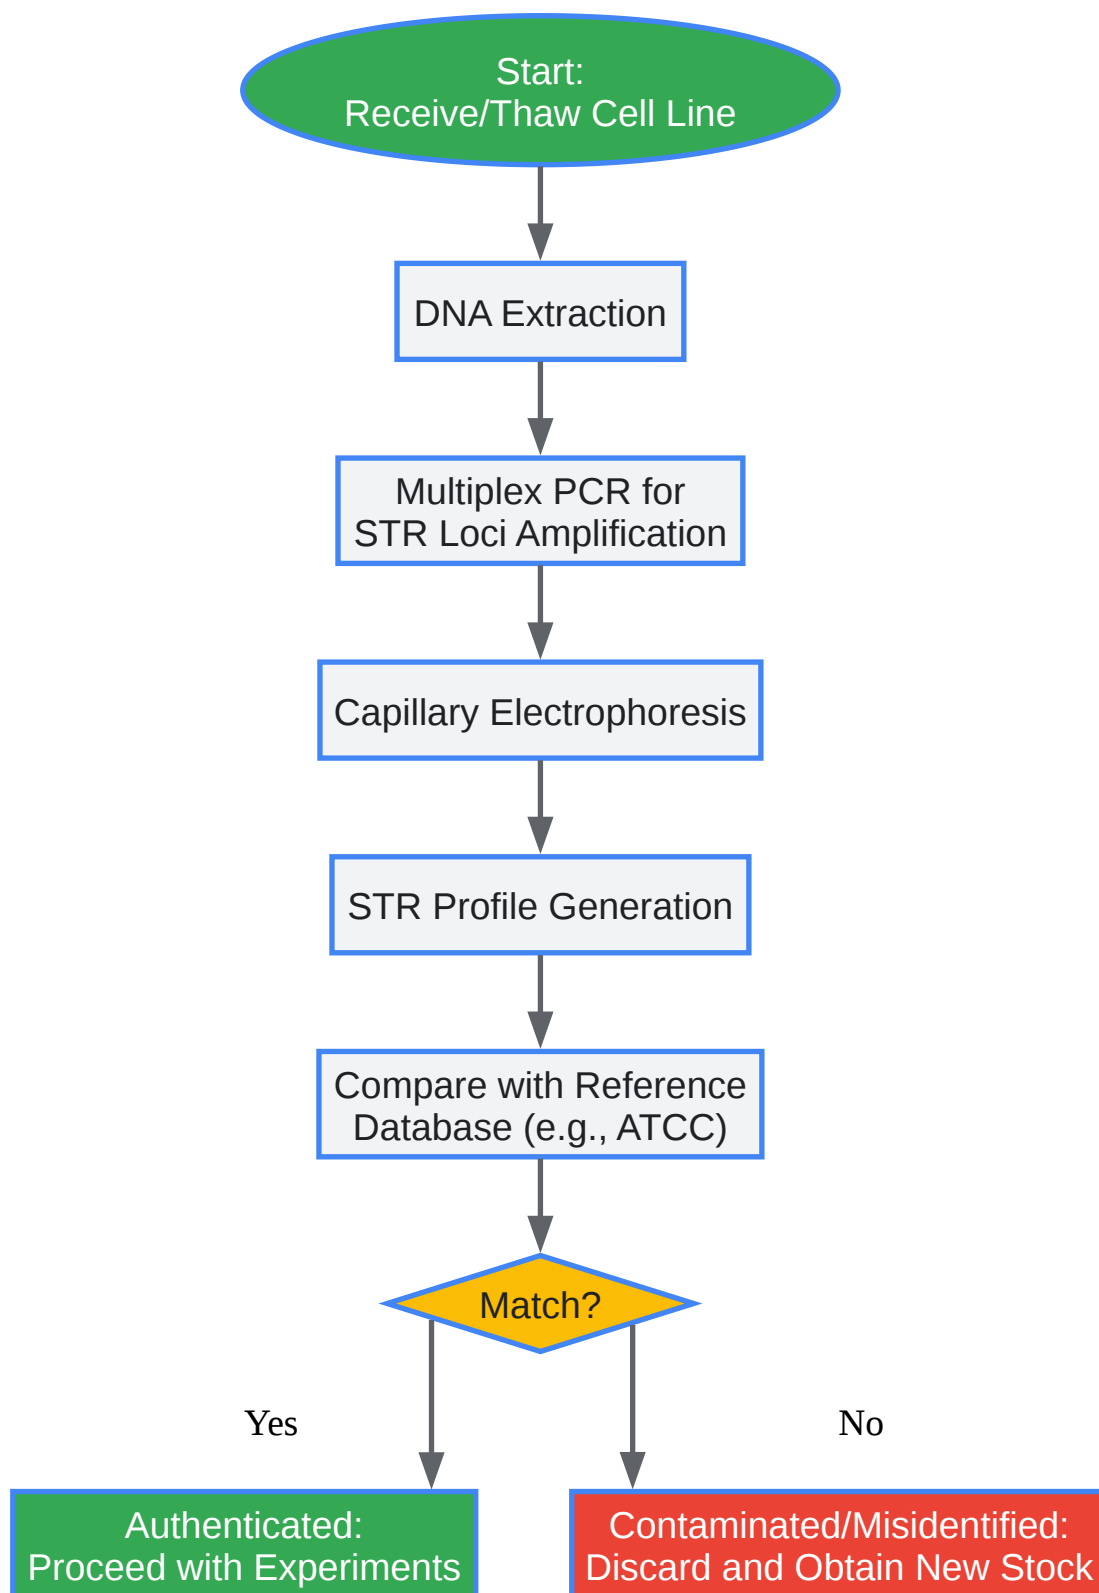 Start:
Receive/Thaw Cell Line
DNA Extraction
Multiplex PCR for
STR Loci Amplification
Capillary Electrophoresis
STR Profile Generation
Compare with Reference
Database (e.g., ATCC)
Match?
Yes
No
Authenticated:
Proceed with Experiments
Contaminated/Misidentified:
Discard and Obtain New Stock